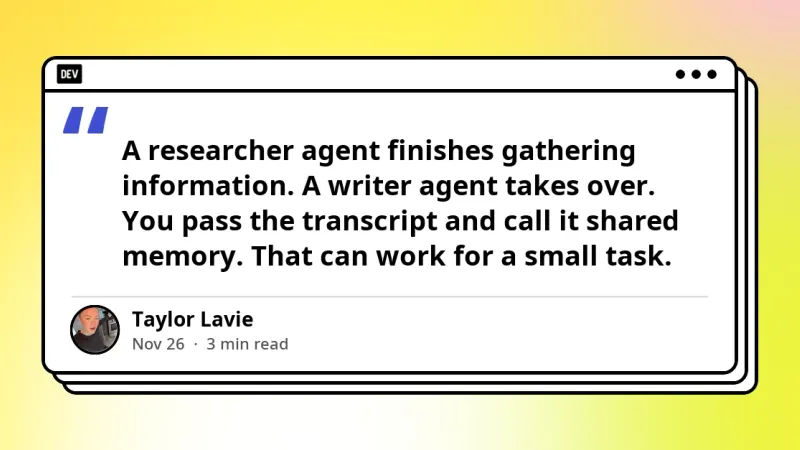 DEV
A researcher agent finishes gathering
information. A writer agent takes over.
You pass the transcript and call it shared
memory. That can work for a small task.
Taylor Lavie
Nov 26 · 3 min read